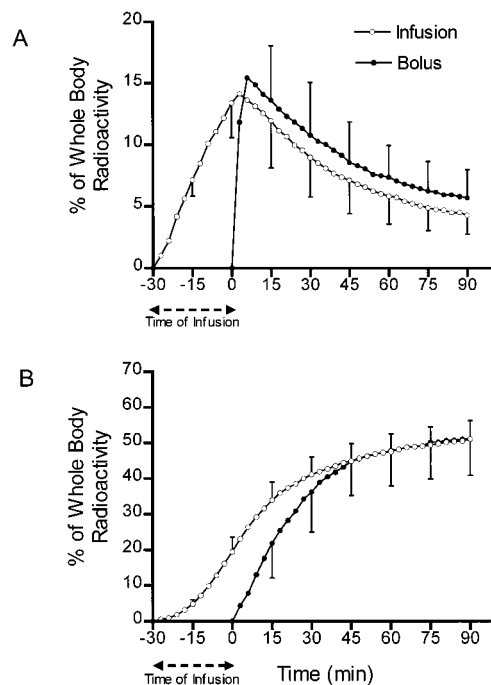 A
Infusion
Bolus
% of Whole Body
Radioactivity
20
15
10
5
0
-30 -15 0 15 30 45 60 75 90
Time of Infusion
B
% of Whole Body
Radioactivity
70
60
50
40
30
20
10
0
-30 -15 0 15 30 45 60 75 90
Time of Infusion
Time (min)